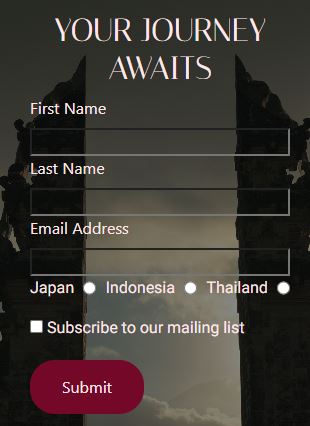 YOUR JOURNEY
AWAITS
First Name
Last Name
Email Address
Japan Indonesia Thailand
Subscribe to our mailing list
Submit